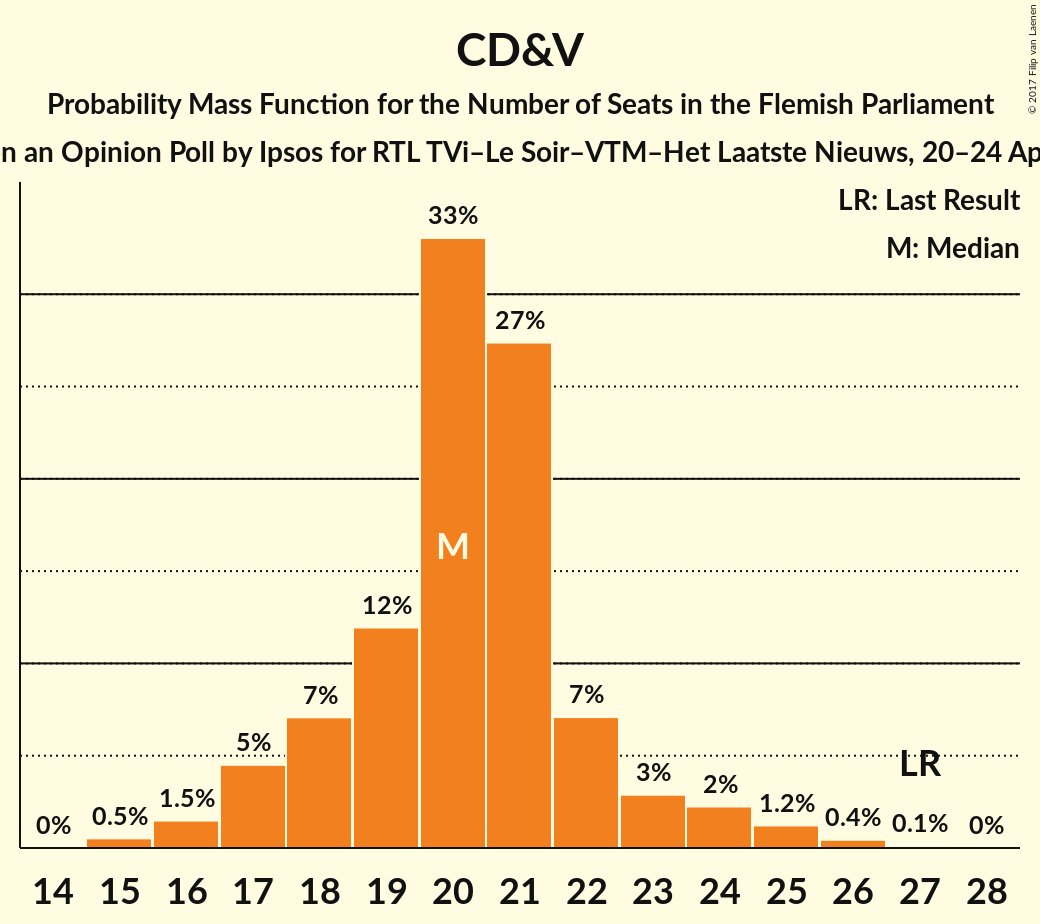 CD&V
Probability Mass Function for the Number of Seats in the Flemish Parliament
an Opinion Poll by Ipsos for RTL TVi–Le Soir–VTM–Het Laatste Nieuws, 20–24
© 2017 Filip van Laenen
LR: Last Result
M: Median
33%
27%
12%
7%
7%
5%
3%
2%
1.5%
1.2%
0.5%
0.4%
0.1%
0%
0%
M
LR
14 15 16 17 18 19 20 21 22 23 24 25 26 27 28